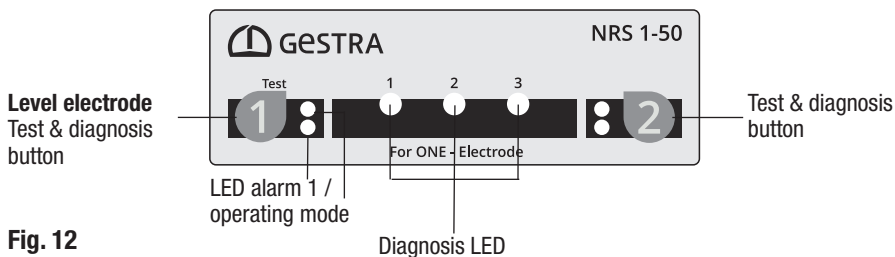 GESTRA
NRS 1-50
Test
1 2 3
1
2
For ONE - Electrode
Level electrode
Test & diagnosis
button
Test & diagnosis
button
LED alarm 1 /
operating mode
Diagnosis LED
Fig. 12